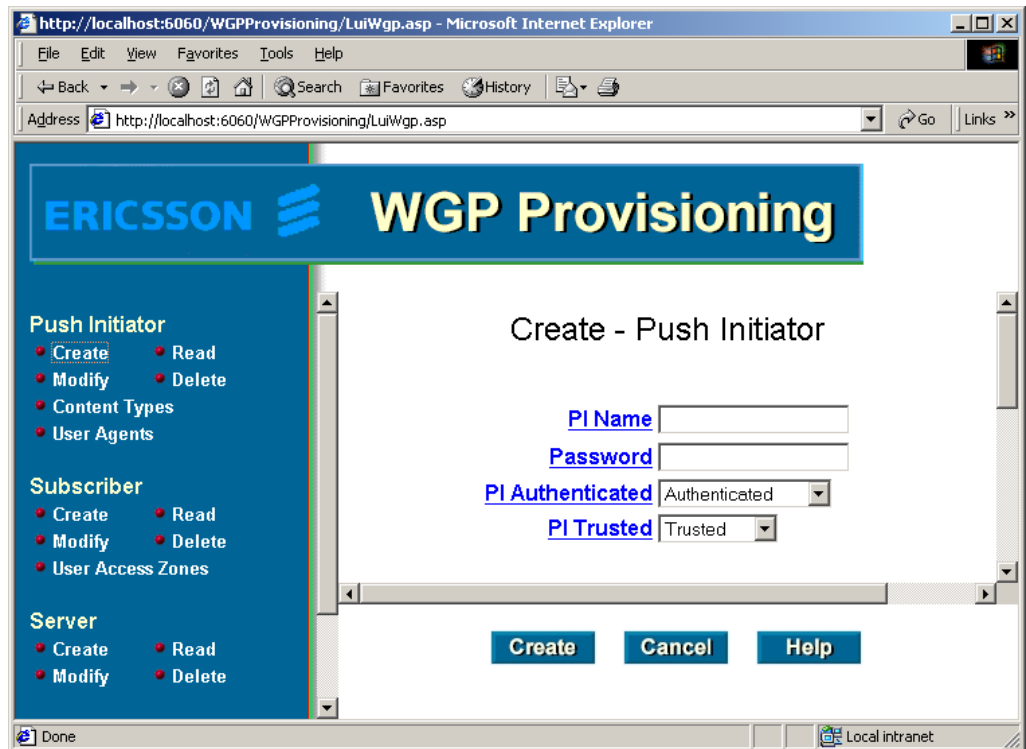 http://localhost:6060/WGPProvisioning/LuiWgp.asp - Microsoft Internet Explorer
File Edit View Favorites Tools Help
Back Search Favorites History
Address http://localhost:6060/WGPProvisioning/LuiWgp.asp Go Links »
ERICSSON WGP Provisioning
Push Initiator
Create Read
Modify Delete
Content Types
User Agents
Subscriber
Create Read
Modify Delete
User Access Zones
Server
Create Read
Modify Delete
Create - Push Initiator
PI Name
Password
PI Authenticated Authenticated
PI Trusted Trusted
Create Cancel Help
Done Local intranet